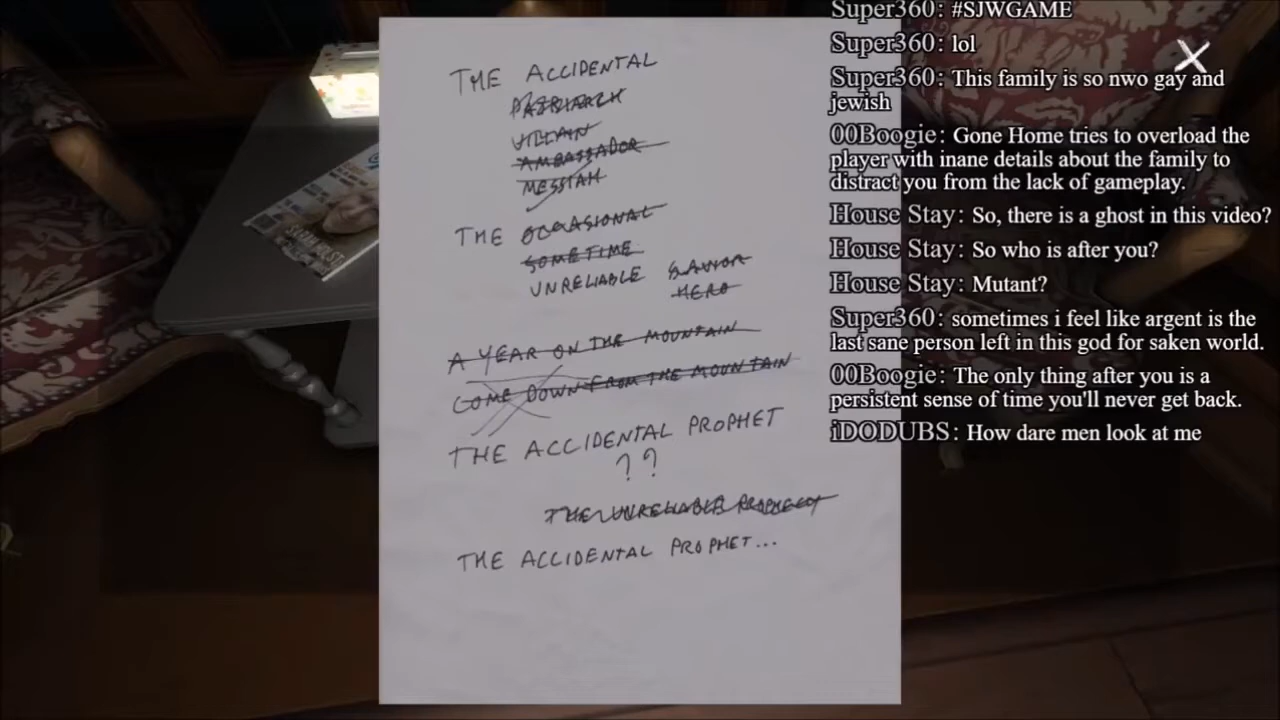 THE ACCIDENTAL
PATRIARCH
VILLAIN
AMBASSADOR
MESSIAH
THE OCCASIONAL
SOMETIME
UNRELIABLE SAVIOR
HERO
A YEAR ON THE MOUNTAIN
COME DOWN FROM THE MOUNTAIN
THE ACCIDENTAL PROPHET
??
THE UNRELIABLE PROPHECY
THE ACCIDENTAL PROPHET...
Super360: #SJWGAME
Super360: lol
Super360: This family is so nwo gay and
jewish
00Boogie: Gone Home tries to overload the
player with inane details about the family to
distract you from the lack of gameplay.
House Stay: So, there is a ghost in this video?
House Stay: So who is after you?
House Stay: Mutant?
Super360: sometimes i feel like argent is the
last sane person left in this god for saken world.
00Boogie: The only thing after you is a
persistent sense of time you'll never get back.
iDODUBS: How dare men look at me